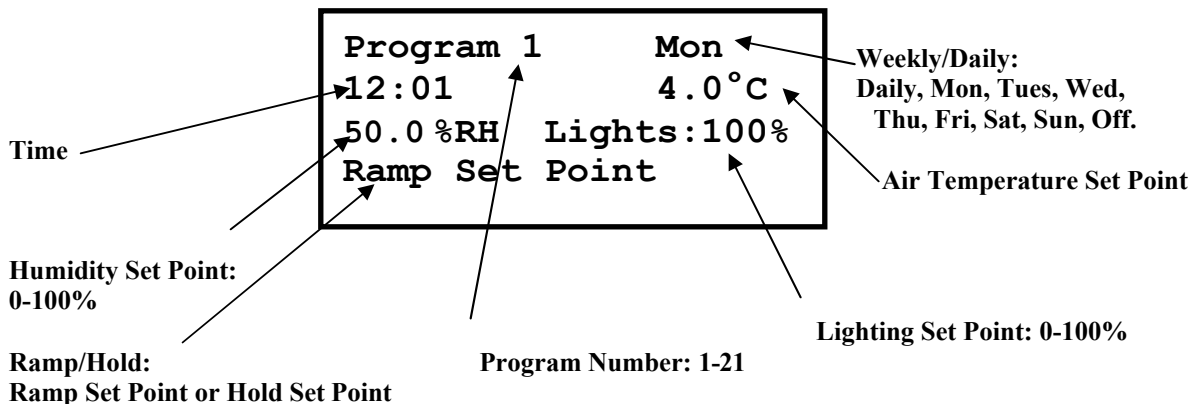 Program 1 Mon
12:01 4.0°C
50.0 %RH Lights:100%
Ramp Set Point
Weekly/Daily:
Daily, Mon, Tues, Wed,
Thu, Fri, Sat, Sun, Off.
Time
Air Temperature Set Point
Humidity Set Point:
0-100%
Lighting Set Point: 0-100%
Ramp/Hold:
Ramp Set Point or Hold Set Point
Program Number: 1-21